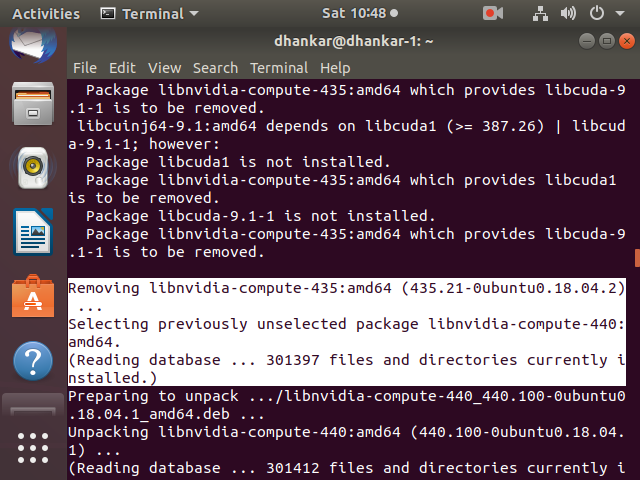 Activities Terminal Sat 10:48
dhankar@dhankar-1: ~
File Edit View Search Terminal Help
Package libnvidia-compute-435:amd64 which provides libcuda-9
.1-1 is to be removed.
libcuinj64-9.1:amd64 depends on libcuda1 (>= 387.26) | libcud
a-9.1-1; however:
Package libcuda1 is not installed.
Package libnvidia-compute-435:amd64 which provides libcuda1
is to be removed.
Package libcuda-9.1-1 is not installed.
Package libnvidia-compute-435:amd64 which provides libcuda-9
.1-1 is to be removed.
Removing libnvidia-compute-435:amd64 (435.21-0ubuntu0.18.04.2)
...
Selecting previously unselected package libnvidia-compute-440:
amd64.
(Reading database ... 301397 files and directories currently i
nstalled.)
Preparing to unpack .../libnvidia-compute-440_440.100-0ubuntu0
.18.04.1_amd64.deb ...
Unpacking libnvidia-compute-440:amd64 (440.100-0ubuntu0.18.04.
1) ...
(Reading database ... 301412 files and directories currently i